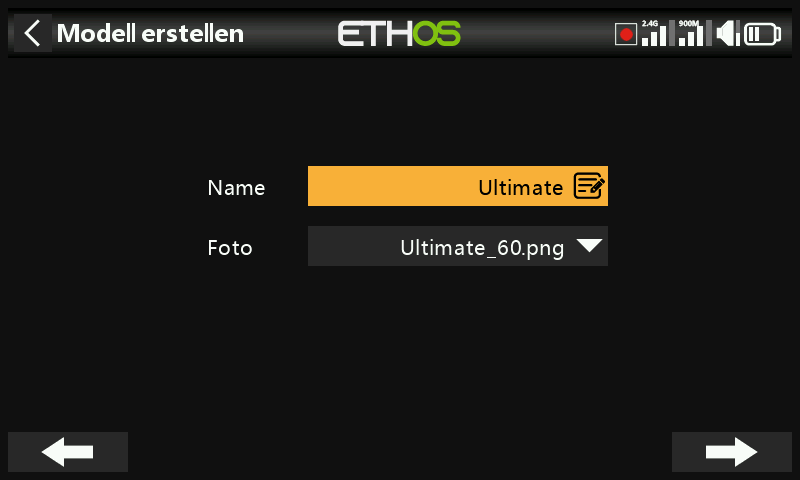 Modell erstellen
ETHOS
2.4G
900M
Name
Ultimate
Foto
Ultimate_60.png